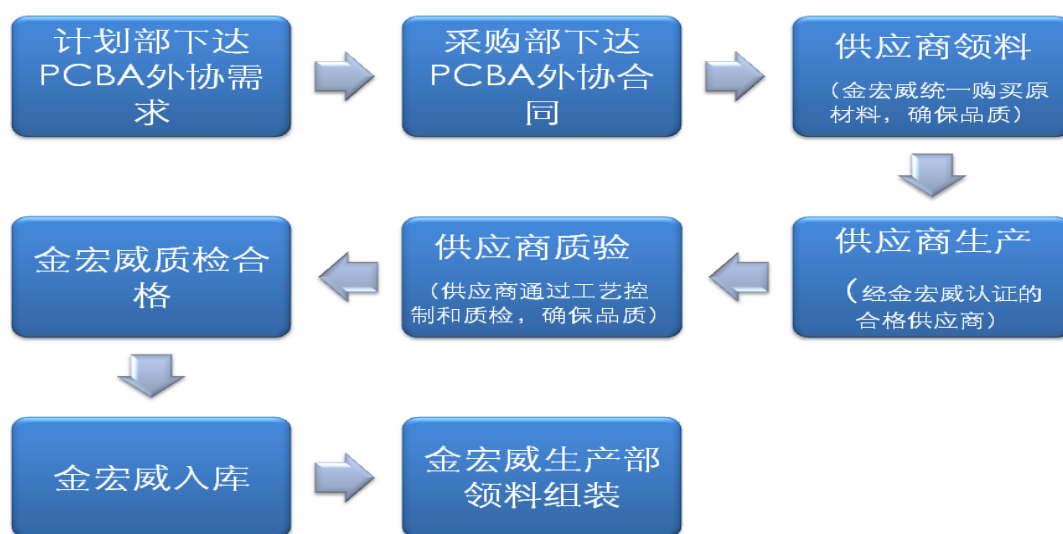 计划部下达
PCBA外协需
求
采购部下达
PCBA外协合
同
供应商领料
（金宏威统一购买原
材料，确保品质）
供应商生产
（经金宏威认证的
合格供应商）
供应商质验
（供应商通过工艺控
制和质检，确保品质）
金宏威质检合
格
金宏威入库
金宏威生产部
领料组装